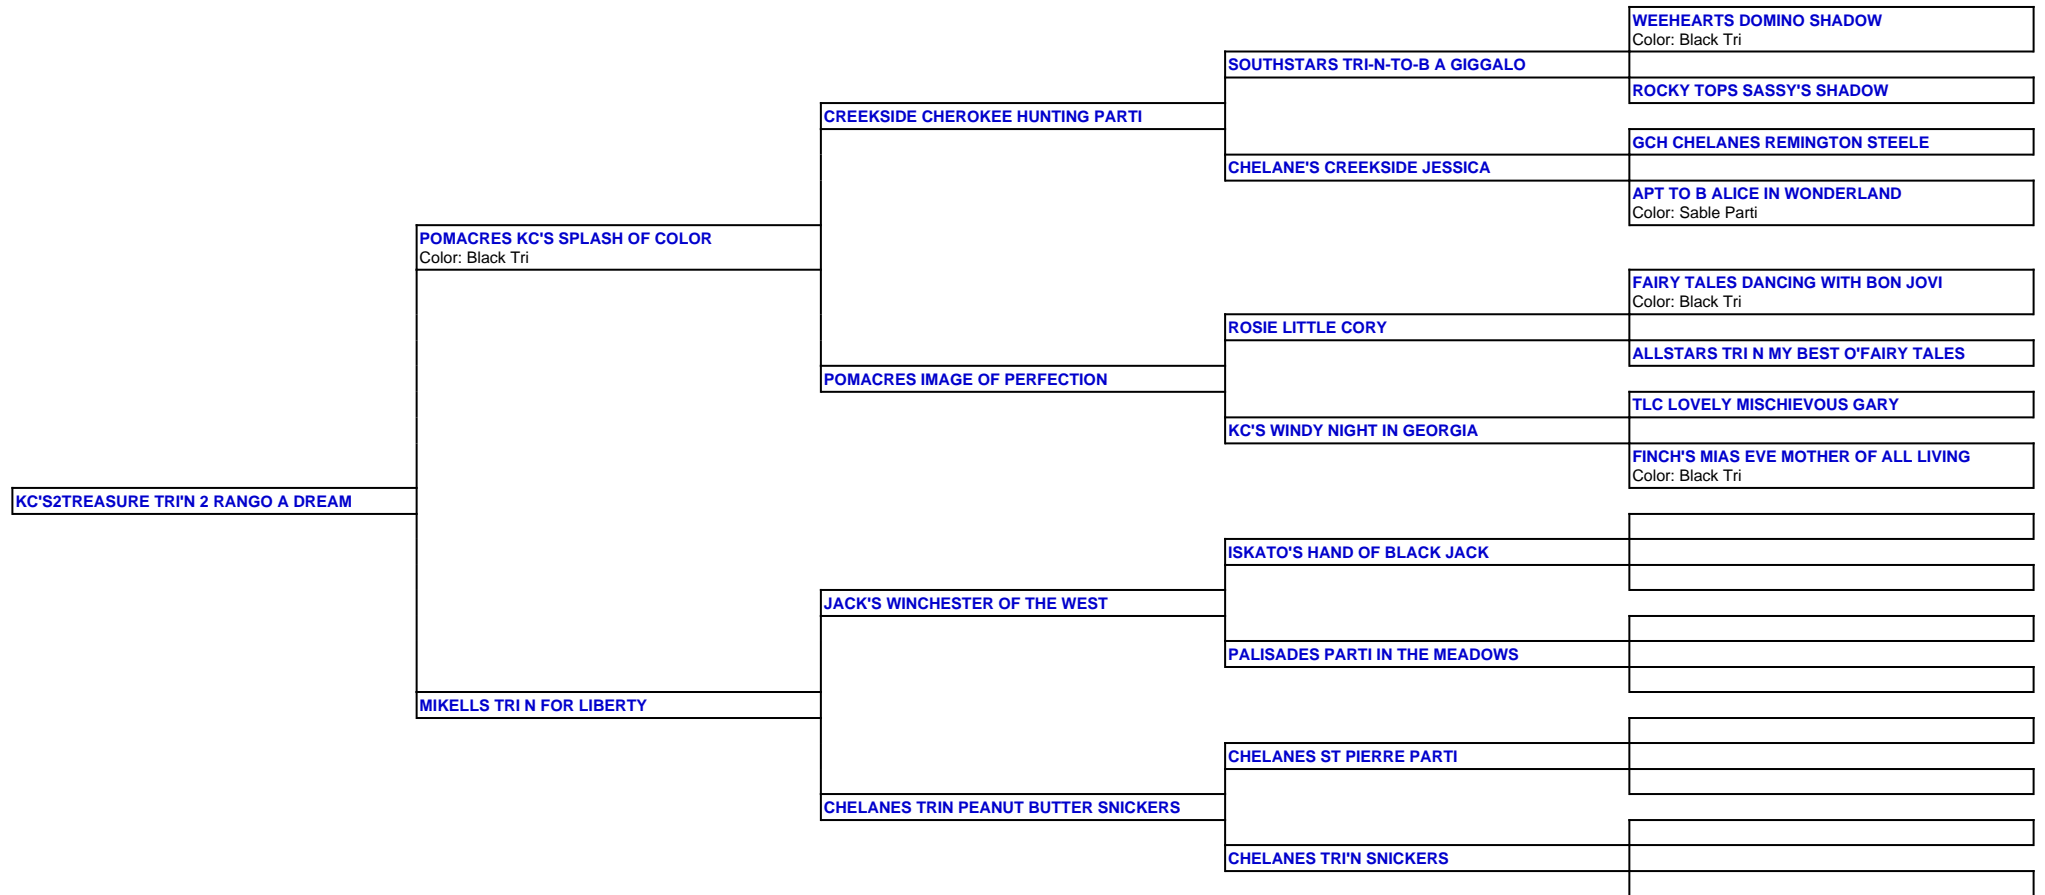 WEEHEARTS DOMINO SHADOW
Color: Black Tri
SOUTHSTARS TRI-N-TO-B A GIGGALO
ROCKY TOPS SASSY'S SHADOW
CREEKSIDE CHEROKEE HUNTING PARTI
GCH CHELANES REMINGTON STEELE
CHELANE'S CREEKSIDE JESSICA
APT TO B ALICE IN WONDERLAND
Color: Sable Parti
POMACRES KC'S SPLASH OF COLOR
Color: Black Tri
FAIRY TALES DANCING WITH BON JOVI
Color: Black Tri
ROSIE LITTLE CORY
ALLSTARS TRI N MY BEST O'FAIRY TALES
POMACRES IMAGE OF PERFECTION
TLC LOVELY MISCHIEVOUS GARY
KC'S WINDY NIGHT IN GEORGIA
FINCH'S MIAS EVE MOTHER OF ALL LIVING
Color: Black Tri
KC'S2TREASURE TRI'N 2 RANGO A DREAM
ISKATO'S HAND OF BLACK JACK
JACK'S WINCHESTER OF THE WEST
PALISADES PARTI IN THE MEADOWS
MIKELLS TRI N FOR LIBERTY
CHELANES ST PIERRE PARTI
CHELANES TRIN PEANUT BUTTER SNICKERS
CHELANES TRI'N SNICKERS